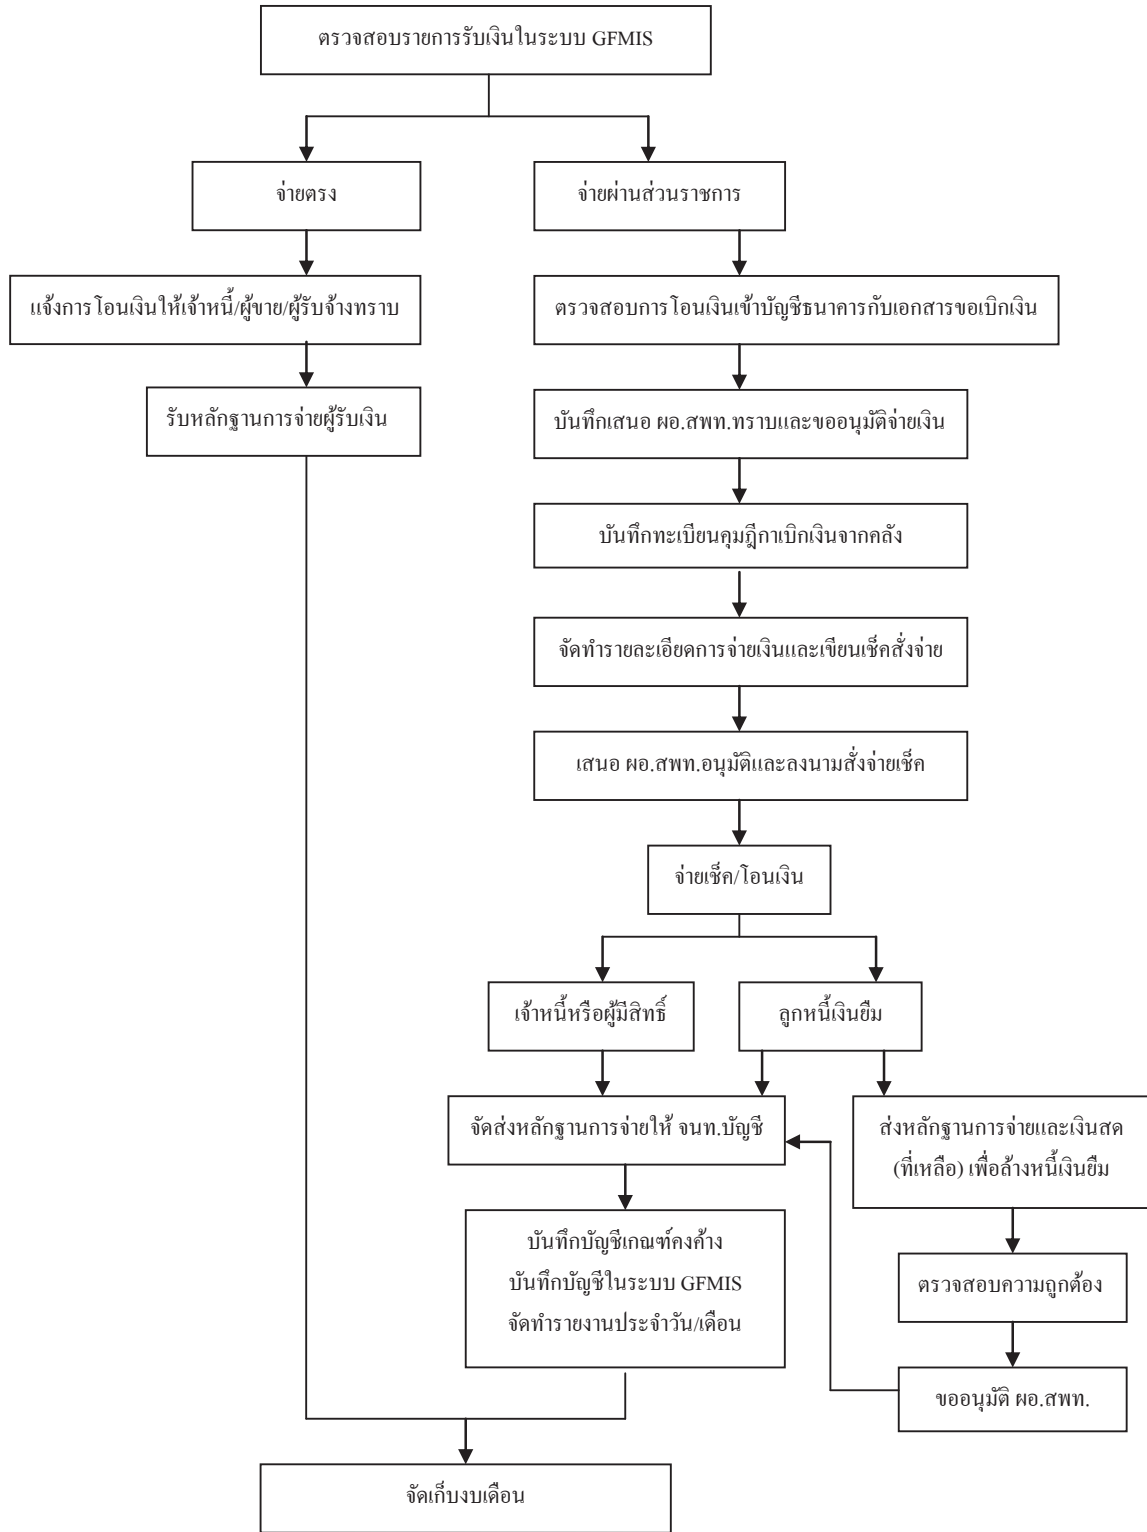 ตรวจสอบรายการรับเงินในระบบ GFMIS
จ่ายตรง
จ่ายผ่านส่วนราชการ
แจ้งการโอนเงินให้เจ้าหนี้/ผู้ขาย/ผู้รับจ้างทราบ
ตรวจสอบการโอนเงินเข้าบัญชีธนาคารกับเอกสารขอเบิกเงิน
รับหลักฐานการจ่ายผู้รับเงิน
บันทึกเสนอ ผอ.สพท.ทราบและขออนุมัติจ่ายเงิน
บันทึกทะเบียนคุมฎีกาเบิกเงินจากคลัง
จัดทำรายละเอียดการจ่ายเงินและเขียนเช็คสั่งจ่าย
เสนอ ผอ.สพท.อนุมัติและลงนามสั่งจ่ายเช็ค
จ่ายเช็ค/โอนเงิน
เจ้าหนี้หรือผู้มีสิทธิ์
ลูกหนี้เงินยืม
จัดส่งหลักฐานการจ่ายให้ จนท.บัญชี
ส่งหลักฐานการจ่ายและเงินสด
(ที่เหลือ) เพื่อล้างหนี้เงินยืม
บันทึกบัญชีเกณฑ์คงค้าง
บันทึกบัญชีในระบบ GFMIS
จัดทำรายงานประจำวัน/เดือน
ตรวจสอบความถูกต้อง
ขออนุมัติ ผอ.สพท.
จัดเก็บงบเดือน